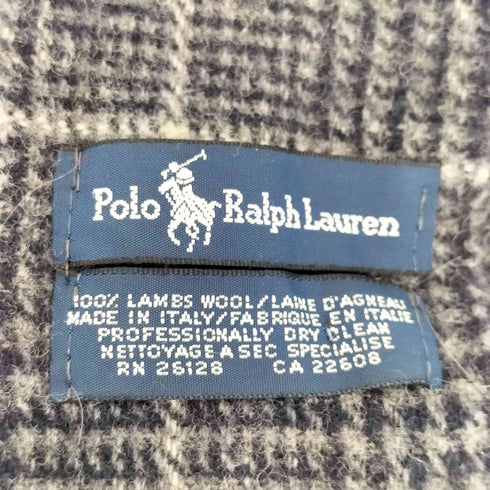 Polo Ralph Lauren
100% LAMBS WOOL/LAINE D'AGNEAU
MADE IN ITALY/FABRIQUE EN ITALIE
PROFESSIONALLY DRY CLEAN
NETTOYAGE A SEC SPECIALISE
RN 26128 CA 22608